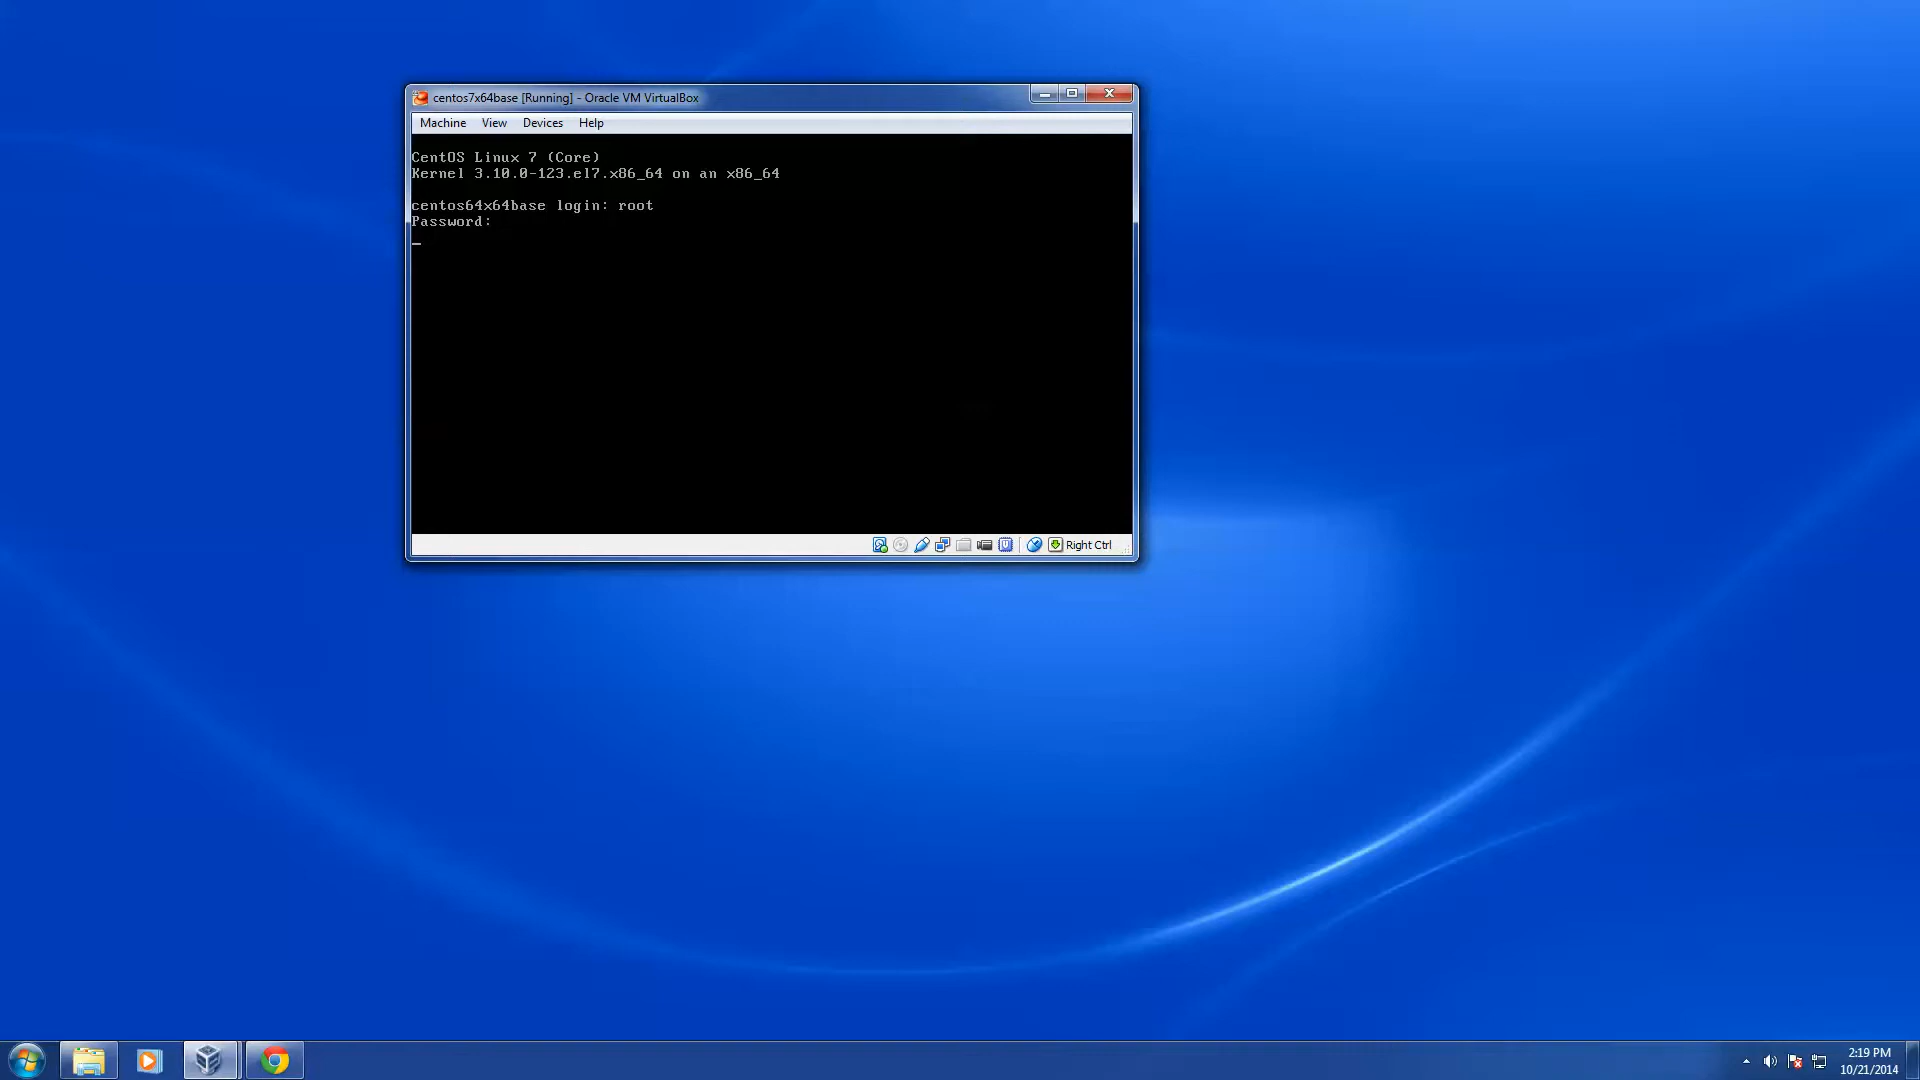 centos7x64base [Running] - Oracle VM VirtualBox
Machine View Devices Help
CentOS Linux 7 (Core)
Kernel 3.10.0-123.el7.x86_64 on an x86_64
centos64x64base login: root
Password:
Right Ctrl
2:19 PM
10/21/2014